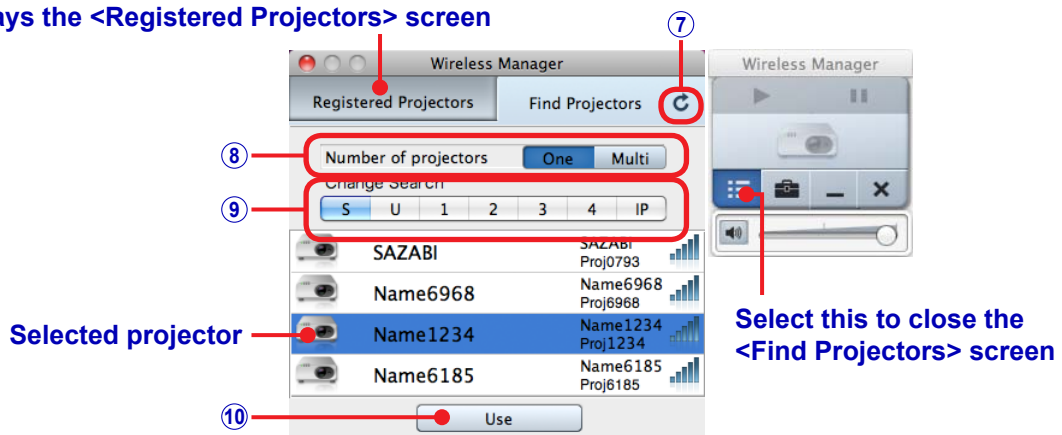 ays the <Registered Projectors> screen
7
Wireless Manager
Wireless Manager
Registered Projectors
Find Projectors
8
Number of projectors
One
Multi
Change Search
9
S U 1 2 3 4 IP
SAZABI
SAZABI
Proj0793
Name6968
Name6968
Proj6968
Selected projector
Name1234
Name1234
Proj1234
Select this to close the
<Find Projectors> screen
Name6185
Name6185
Proj6185
10
Use